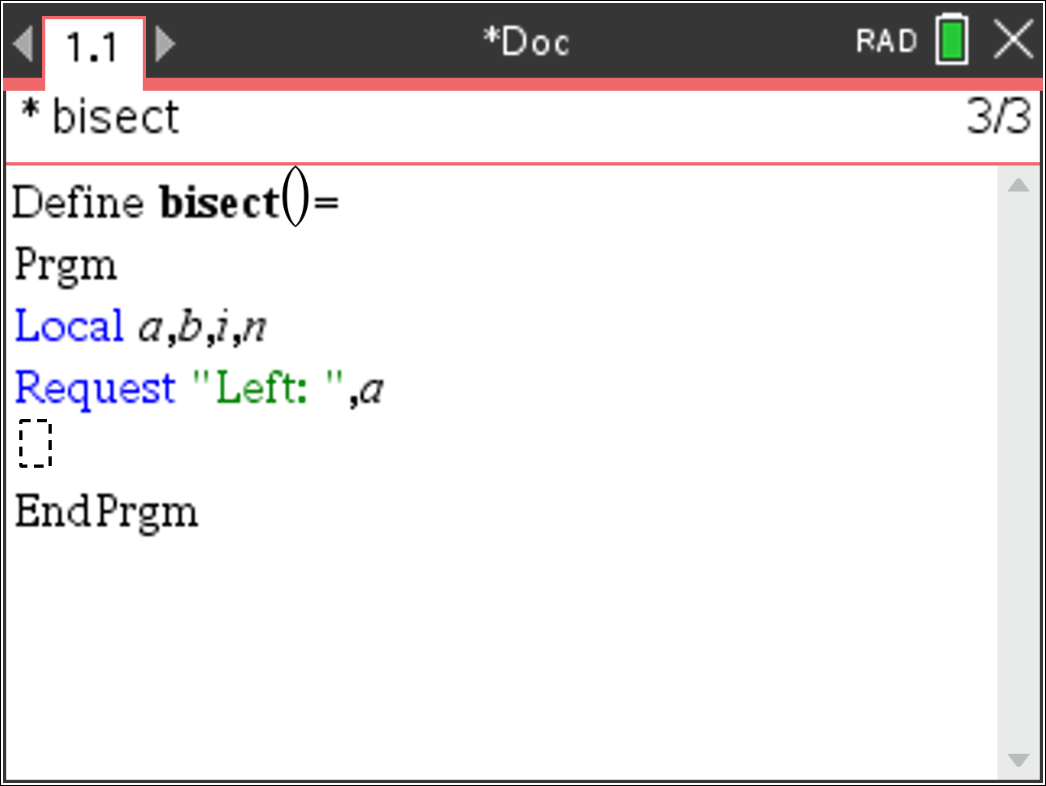 1.1 *Doc RAD
* bisect 3/3
Define bisect()=
Prgm
Local a,b,i,n
Request "Left: ",a
EndPrgm